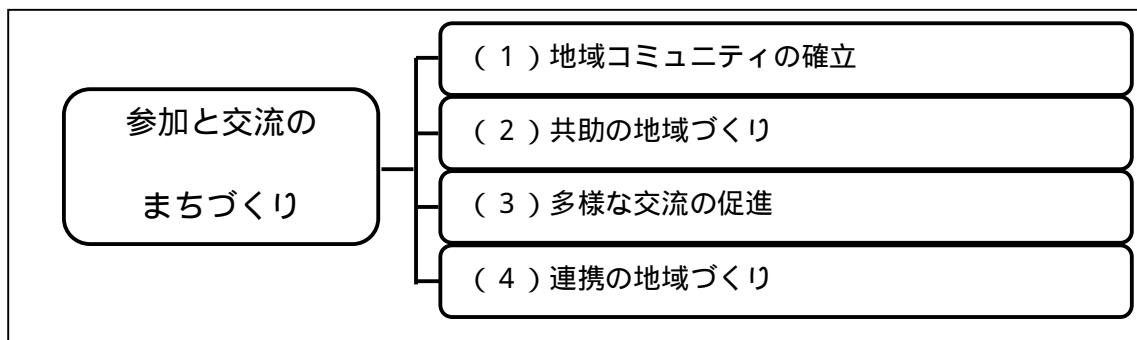 参加と交流の
まちづくり
(1)地域コミュニティの確立
(2)共助の地域づくり
(3)多様な交流の促進
(4)連携の地域づくり